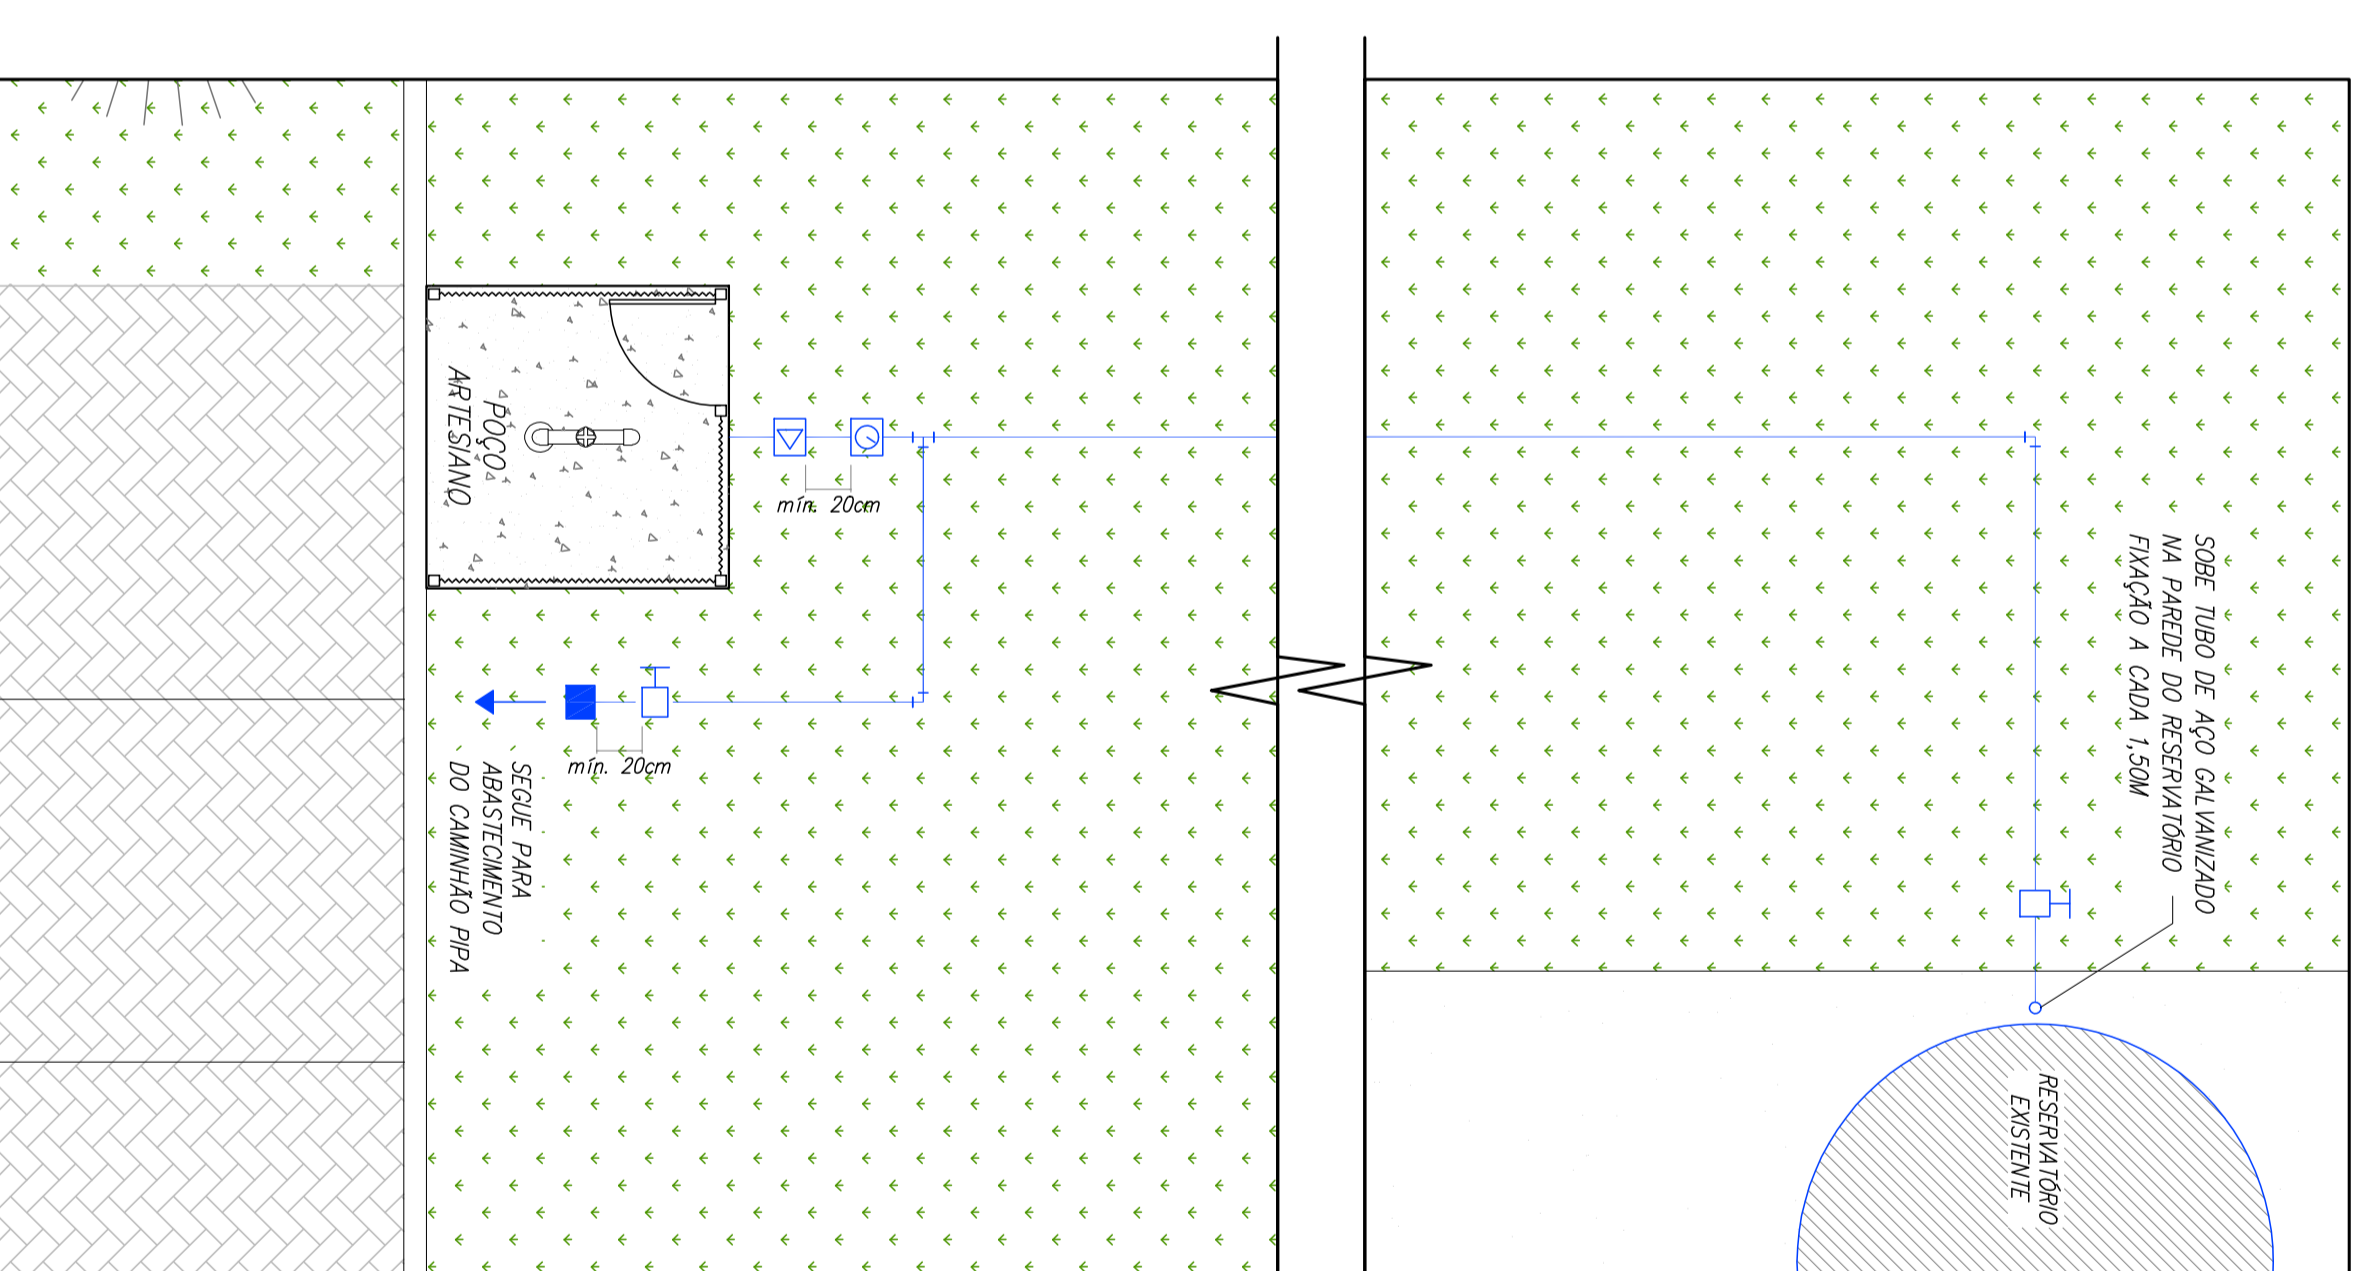 POÇO
ARTESIANO
mín. 20cm
mín. 20cm
SEGUE PARA
ABASTECIMENTO
DO CAMINHÃO PIPA
SOBE TUBO DE AÇO GALVANIZADO
NA PAREDE DO RESERVATÓRIO
FIXAÇÃO A CADA 1,50M
RESERVATÓRIO
EXISTENTE